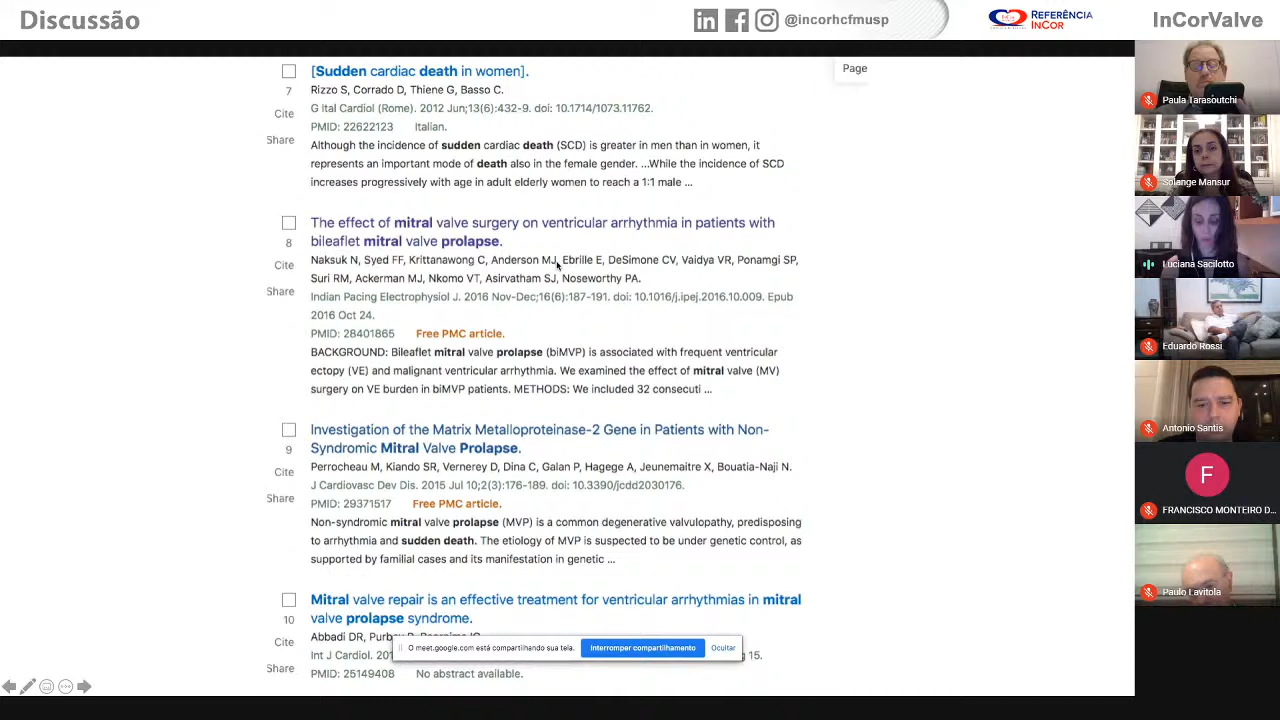 Discussão
@incorhcfmusp
REFERÊNCIA
INCOR
InCorValve
Page
[Sudden cardiac death in women].
7
Rizzo S, Corrado D, Thiene G, Basso C.
Cite
G Ital Cardiol (Rome). 2012 Jun;13(6):432-9. doi: 10.1714/1073.11762.
PMID: 22622123 Italian.
Share
Although the incidence of sudden cardiac death (SCD) is greater in men than in women, it
represents an important mode of death also in the female gender. ...While the incidence of SCD
increases progressively with age in adult elderly women to reach a 1:1 male ...
The effect of mitral valve surgery on ventricular arrhythmia in patients with
bileaflet mitral valve prolapse.
8
Naksuk N, Syed FF, Krittanawong C, Anderson MJ, Ebrille E, DeSimone CV, Vaidya VR, Ponamgi SP,
Cite
Suri RM, Ackerman MJ, Nkomo VT, Asirvatham SJ, Noseworthy PA.
Share
Indian Pacing Electrophysiol J. 2016 Nov-Dec;16(6):187-191. doi: 10.1016/j.ipej.2016.10.009. Epub
2016 Oct 24.
PMID: 28401865 Free PMC article.
BACKGROUND: Bileaflet mitral valve prolapse (biMVP) is associated with frequent ventricular
ectopy (VE) and malignant ventricular arrhythmia. We examined the effect of mitral valve (MV)
surgery on VE burden in biMVP patients. METHODS: We included 32 consecuti ...
Investigation of the Matrix Metalloproteinase-2 Gene in Patients with Non-
Syndromic Mitral Valve Prolapse.
9
Perrocheau M, Kiando SR, Vernerey D, Dina C, Galan P, Hagege A, Jeunemaitre X, Bouatia-Naji N.
Cite
J Cardiovasc Dev Dis. 2015 Jul 10;2(3):176-189. doi: 10.3390/jcdd2030176.
Share
PMID: 29371517 Free PMC article.
Non-syndromic mitral valve prolapse (MVP) is a common degenerative valvulopathy, predisposing
to arrhythmia and sudden death. The etiology of MVP is suspected to be under genetic control, as
supported by familial cases and its manifestation in genetic ...
Mitral valve repair is an effective treatment for ventricular arrhythmias in mitral
valve prolapse syndrome.
10
Abbadi DR,
Cite
O meet.google.com está compartilhando sua tela. Interromper compartilhamento Ocultar
Int J Cardiol. g 15.
Share
PMID: 25149408 No abstract available.
Paula Tarasoutchi
Solange Mansur
Luciana Sacilotto
Eduardo Rossi
Antonio Santis
F
FRANCISCO MONTEIRO D...
Paulo Lavitola